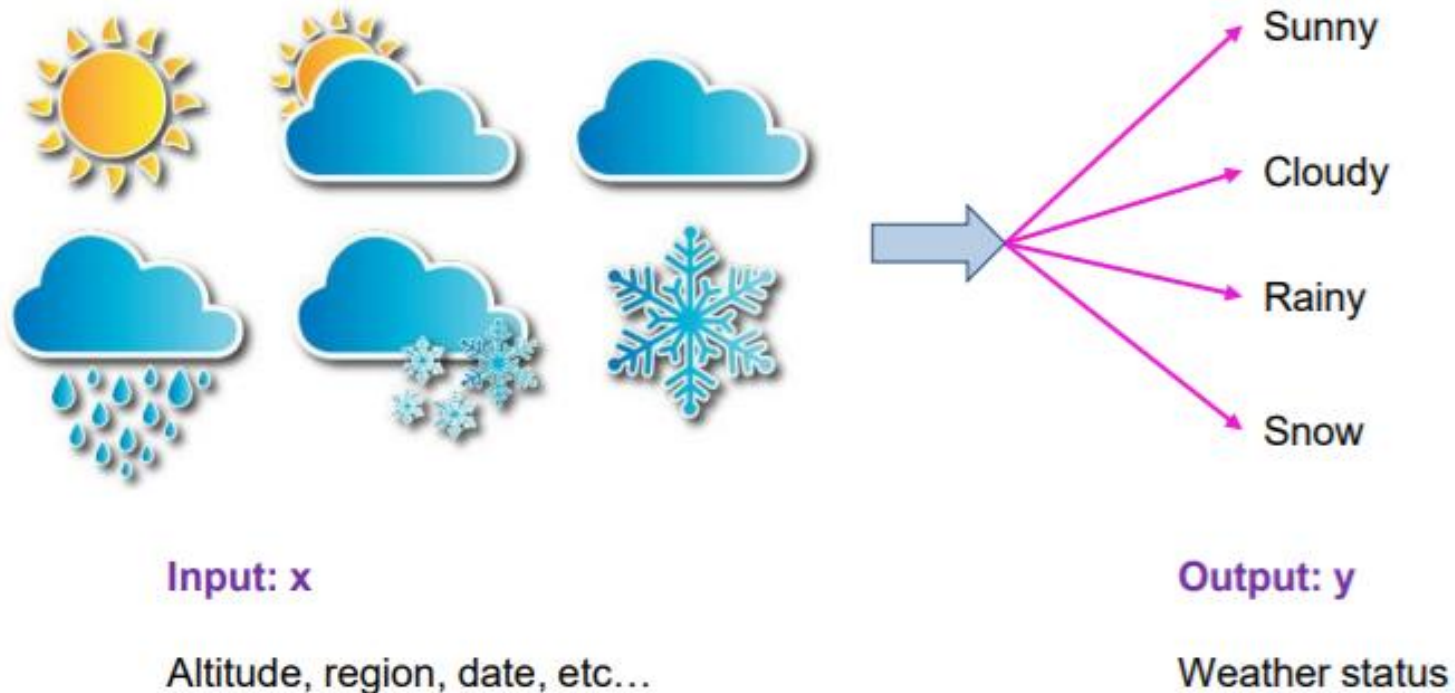 Sunny
Cloudy
Rainy
Snow
Input: x
Output: y
Altitude, region, date, etc…
Weather status